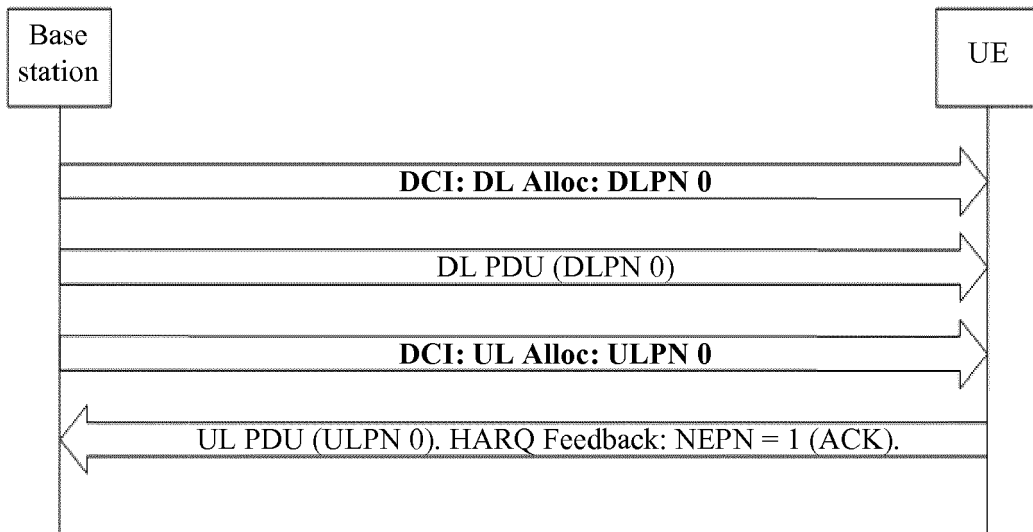 Base
station
UE
DCI: DL Alloc: DLPN 0
DL PDU (DLPN 0)
DCI: UL Alloc: ULPN 0
UL PDU (ULPN 0). HARQ Feedback: NEPN = 1 (ACK).